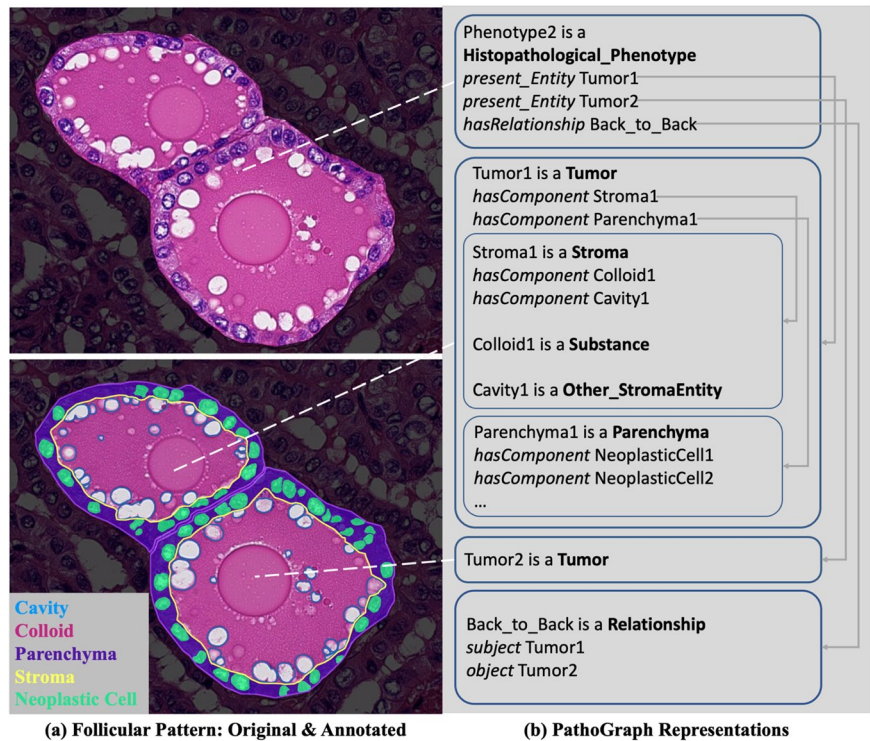 Phenotype2 is a
Histopathological_Phenotype
present_Entity Tumor1
present_Entity Tumor2
hasRelationship Back_to_Back
Tumor1 is a Tumor
hasComponent Stroma1
hasComponent Parenchyma1
Stroma1 is a Stroma
hasComponent Colloid1
hasComponent Cavity1
Colloid1 is a Substance
Cavity1 is a Other_StromaEntity
Parenchyma1 is a Parenchyma
hasComponent NeoplasticCell1
hasComponent NeoplasticCell2
...
Tumor2 is a Tumor
Back_to_Back is a Relationship
subject Tumor1
object Tumor2
Cavity
Colloid
Parenchyma
Stroma
Neoplastic Cell
(a) Follicular Pattern: Original & Annotated
(b) PathoGraph Representations